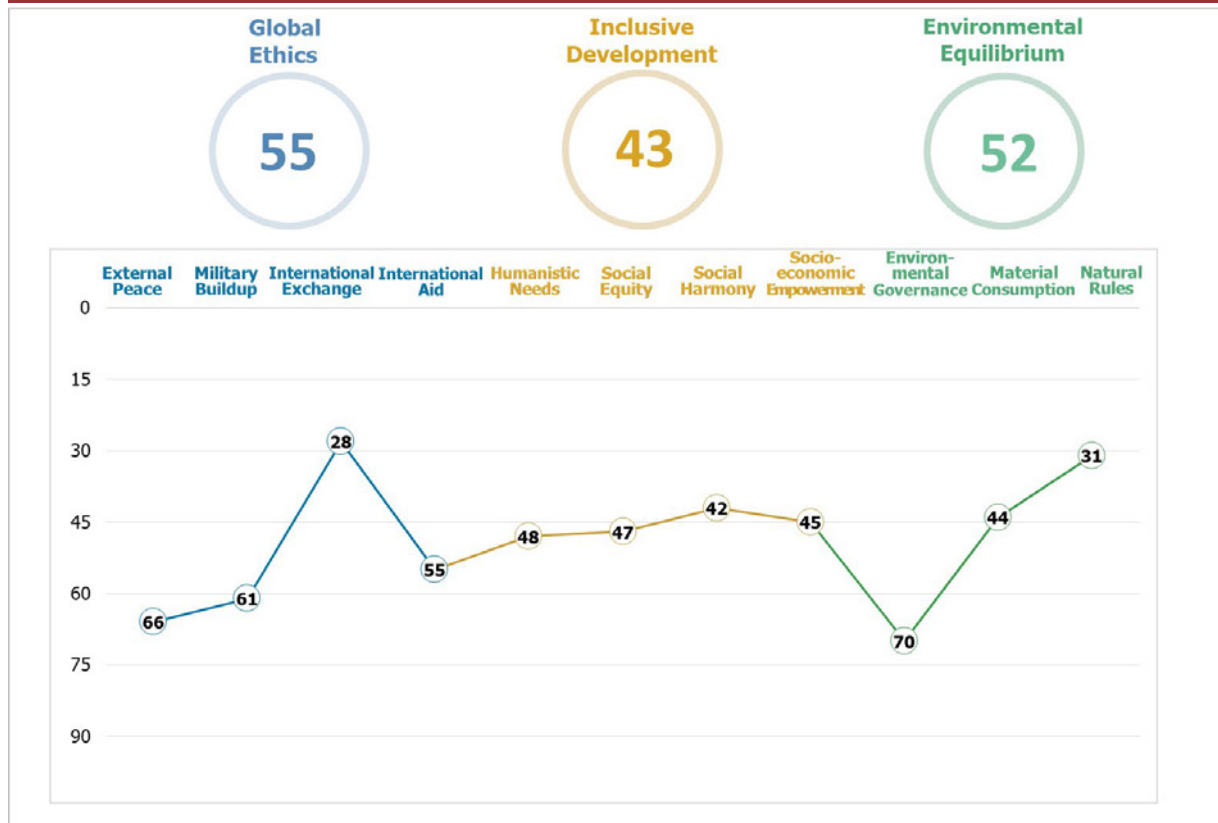 Global
Ethics
55
Inclusive
Development
43
Environmental
Equilibrium
52
External
Peace
Military
Buildup
International
Exchange
International
Aid
Humanistic
Needs
Social
Equity
Social
Harmony
Socio-
economic
Empowerment
Environ-
mental
Governance
Material
Consumption
Natural
Rules
0
15
30
45
60
75
90
66
61
28
55
48
47
42
45
70
44
31